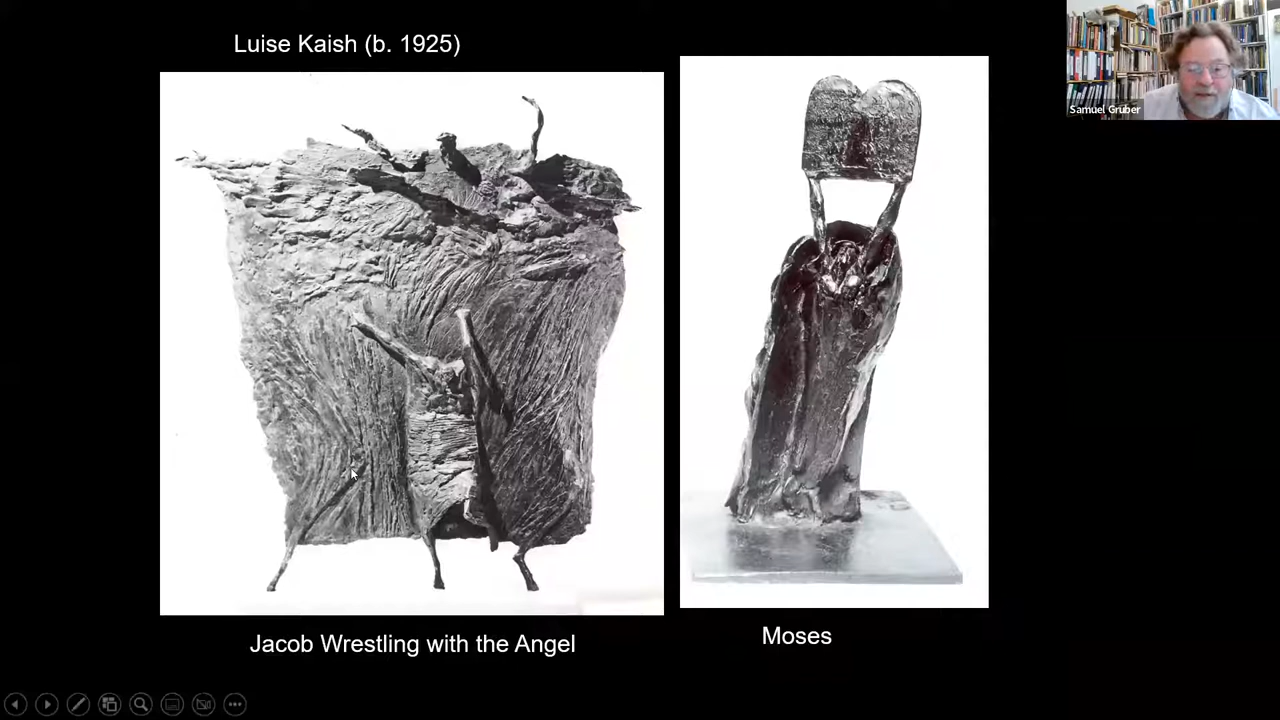 Luise Kaish (b. 1925)
Samuel Gruber
Jacob Wrestling with the Angel
Moses